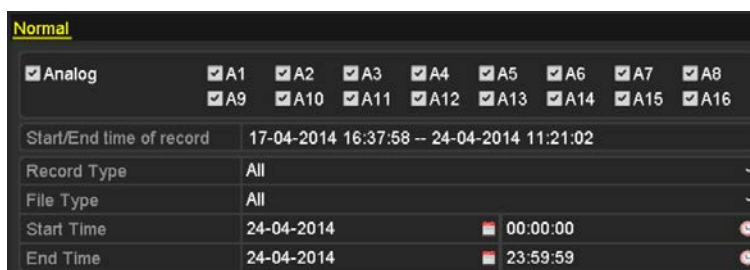 Normal
Analog A1 A2 A3 A4 A5 A6 A7 A8
A9 A10 A11 A12 A13 A14 A15 A16
Start/End time of record 17-04-2014 16:37:58 -- 24-04-2014 11:21:02
Record Type All
File Type All
Start Time 24-04-2014 00:00:00
End Time 24-04-2014 23:59:59